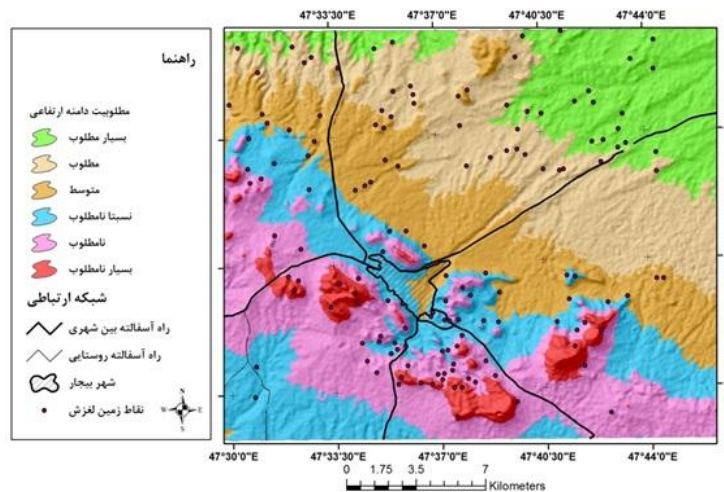 47°33'30"E 47°37'0"E 47°40'30"E 47°44'0"E
راهنما
مطلوبیت دامنه ارتفاعی
بسیار مطلوب
مطلوب
متوسط
نسبتا نامطلوب
نامطلوب
بسیار نامطلوب
شبکه ارتباطی
راه آسفالته بین شهری
راه آسفالته روستایی
شهر بیجار
نقاط زمین لغزش
N
W E
S
47°30'0"E 47°33'30"E 47°37'0"E 47°40'30"E 47°44'0"E
0 1.75 3.5 7
Kilometers